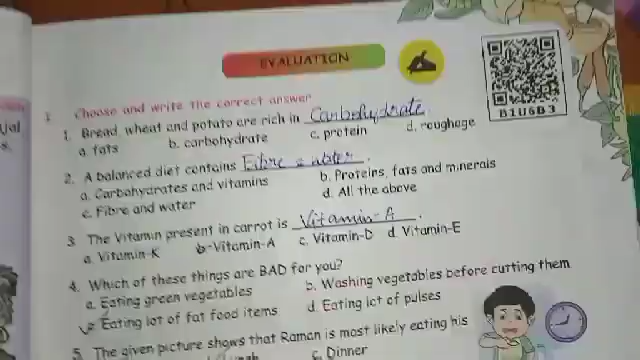 EVALUATION
I Choose and write the correct answer
B1U6B3
1. Bread wheat and potato are rich in Carbohydrate.
a. fats b. carbohydrate c. protein d. roughage
2. A balanced diet contains Fibre & water.
a. Carbohydrates and vitamins b. Proteins, fats and minerals
c. Fibre and water d. All the above
3. The Vitamin present in carrot is Vitamin-A.
a. Vitamin-K b. Vitamin-A c. Vitamin-D d. Vitamin-E
4. Which of these things are BAD for you?
a. Eating green vegetables b. Washing vegetables before cutting them
c. Eating lot of fat food items d. Eating lot of pulses
5. The given picture shows that Raman is most likely eating his
c. Dinner